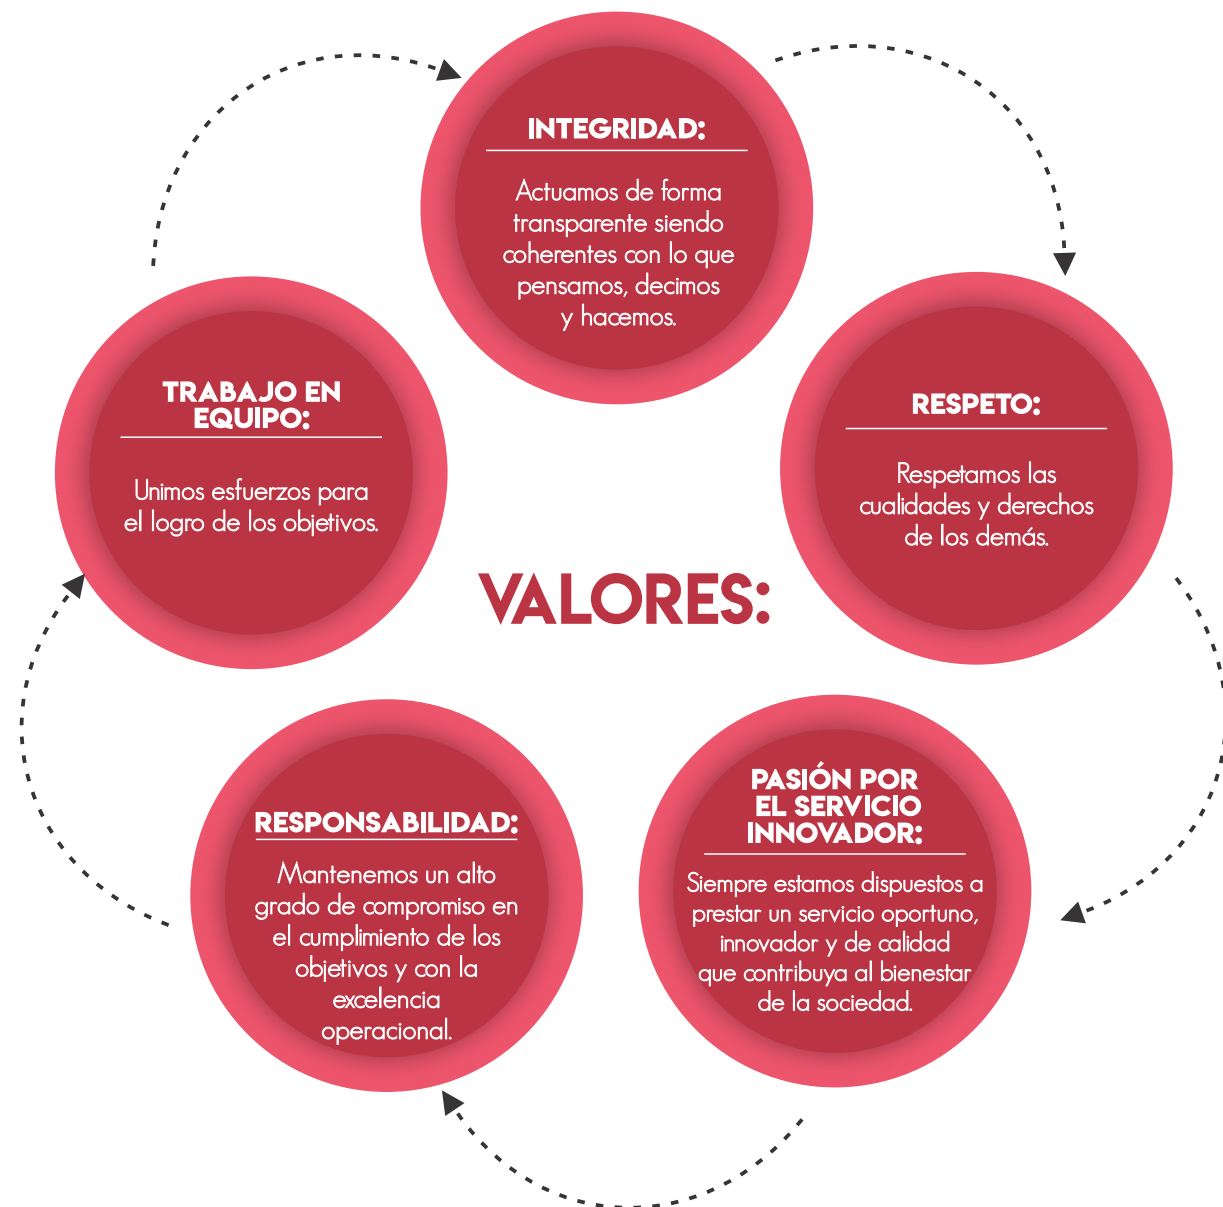 INTEGRIDAD:
Actuamos de forma
transparente siendo
coherentes con lo que
pensamos, decimos
y hacemos.
RESPETO:
Respetamos las
cualidades y derechos
de los demás.
PASIÓN POR
EL SERVICIO
INNOVADOR:
Siempre estamos dispuestos a
prestar un servicio oportuno,
innovador y de calidad
que contribuya al bienestar
de la sociedad.
RESPONSABILIDAD:
Mantenemos un alto
grado de compromiso en
el cumplimiento de los
objetivos y con la
excelencia
operacional.
TRABAJO EN
EQUIPO:
Unimos esfuerzos para
el logro de los objetivos.
VALORES: